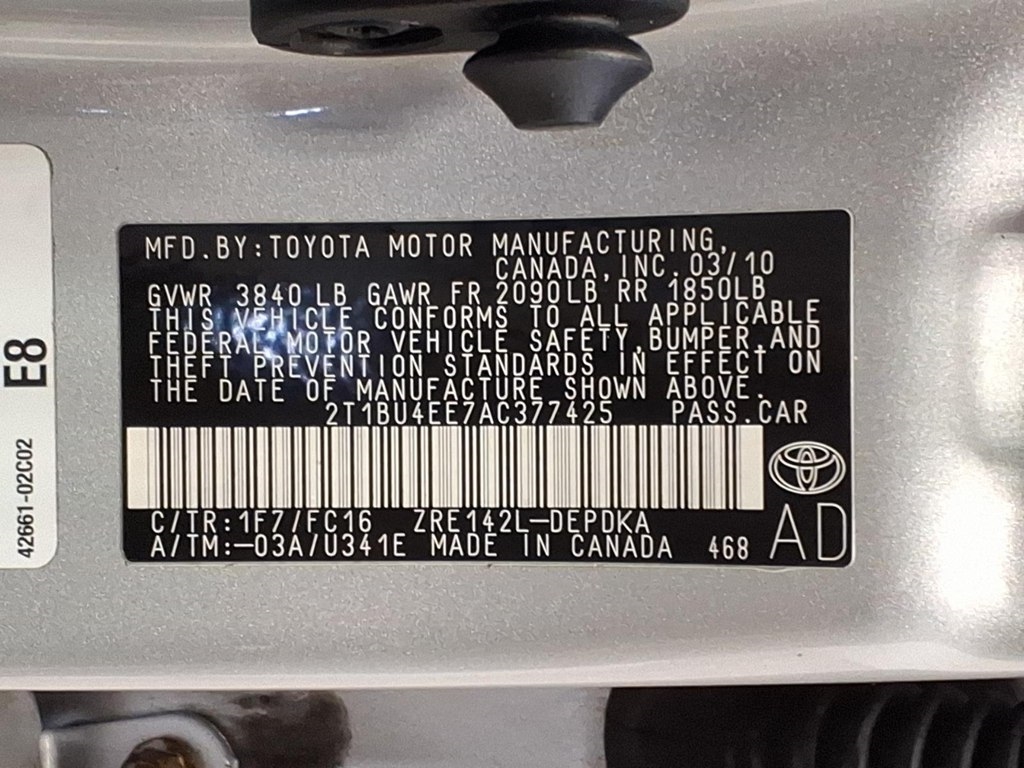 MFD.BY:TOYOTA MOTOR MANUFACTURING,
CANADA,INC.03/10
GVWR 3840 LB GAWR FR 2090LB RR 1850LB
THIS VEHICLE CONFORMS TO ALL APPLICABLE
FEDERAL MOTOR VEHICLE SAFETY,BUMPER,AND
THEFT PREVENTION STANDARDS IN EFFECT ON
THE DATE OF MANUFACTURE SHOWN ABOVE.
2T1BU4EE7AC377425 PASS.CAR
C/TR:1F7/FC16 ZRE142L-DEPDKA
A/TM:-03A/U341E MADE IN CANADA 468
AD
E8
42661-02C02